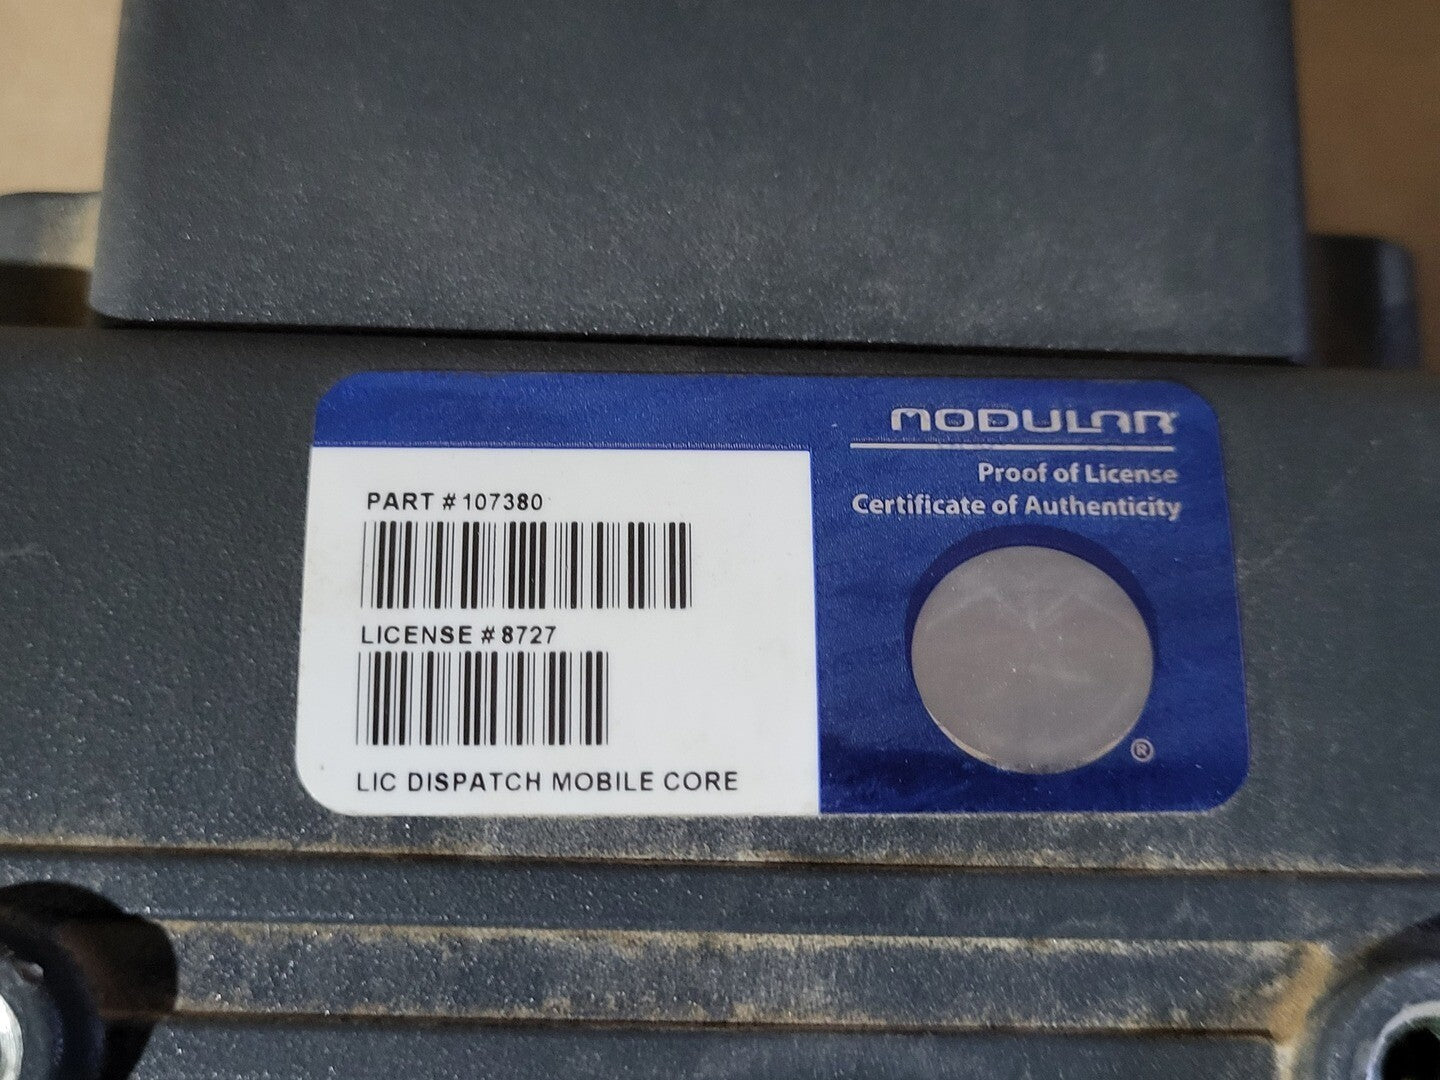 MODULAR
Proof of License
Certificate of Authenticity
®
PART # 107380
LICENSE # 8727
LIC DISPATCH MOBILE CORE